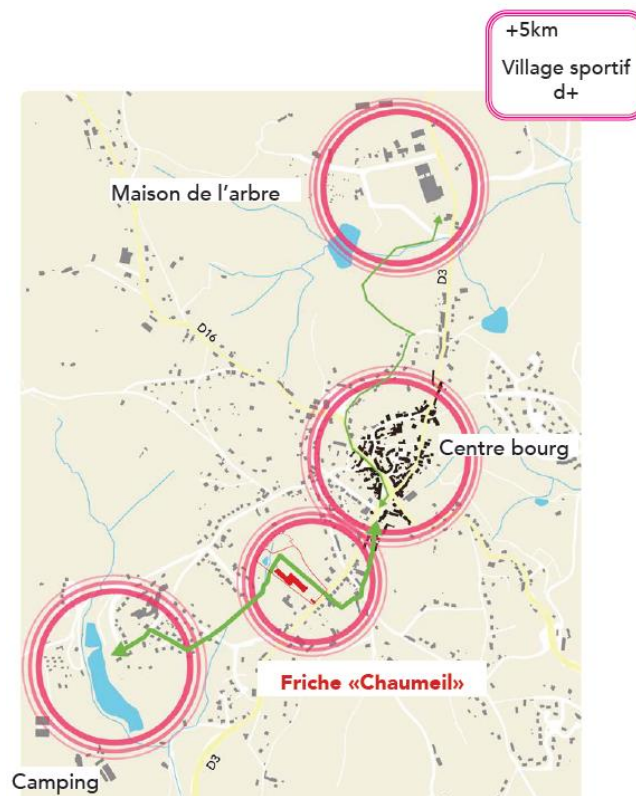 +5km
Village sportif
d+
Maison de l'arbre
D3
D16
Centre bourg
Friche «Chaumeil»
D3
Camping